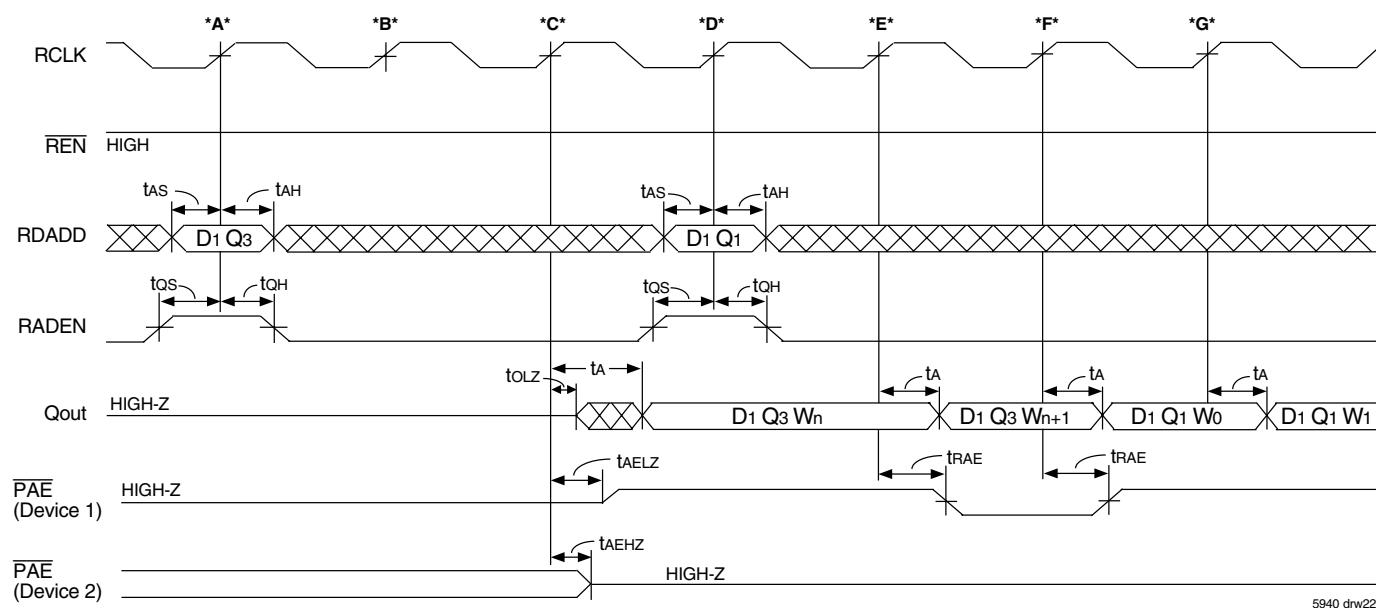 *A* *B* *C* *D* *E* *F* *G*
RCLK
REN HIGH
tAS tAH tAS tAH
RDADD D1 Q3 D1 Q1
tQS tQH tQS tQH
RADEN
tOLZ tA tA tA tA
Qout HIGH-Z D1 Q3 Wn D1 Q3 Wn+1 D1 Q1 W0 D1 Q1 W1
tAELZ tRAE tRAE
PAE HIGH-Z
(Device 1)
tAEHZ
PAE HIGH-Z
(Device 2)
5940 drw22